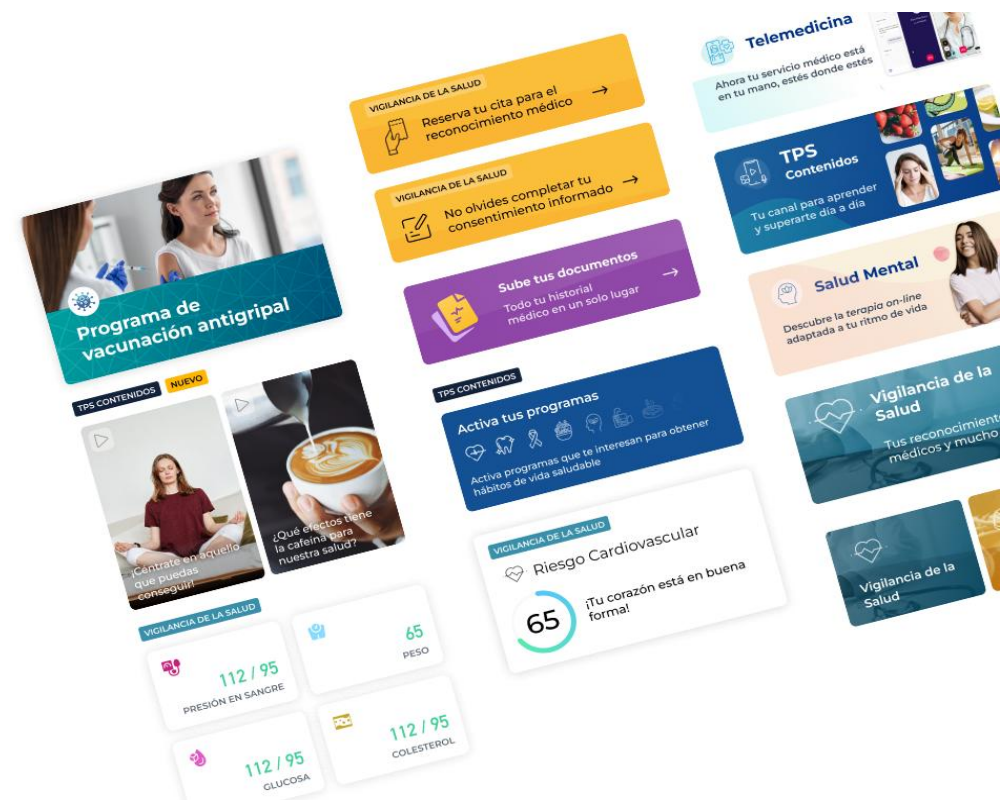 Programa de
vacunación antigripal
TPS CONTENIDOS
NUEVO
¡Céntrate en aquello
que puedas
conseguir!
¿Qué efectos tiene
la cafeína para
nuestra salud?
VIGILANCIA DE LA SALUD
112 / 95
PRESIÓN EN SANGRE
65
PESO
112 / 95
GLUCOSA
112 / 95
COLESTEROL
VIGILANCIA DE LA SALUD
Reserva tu cita para el
reconocimiento médico
VIGILANCIA DE LA SALUD
No olvides completar tu
consentimiento informado
Sube tus documentos
Todo tu historial
médico en un solo lugar
TPS CONTENIDOS
Activa tus programas
Activa programas que te interesan para obtener
hábitos de vida saludable
VIGILANCIA DE LA SALUD
Riesgo Cardiovascular
65
¡Tu corazón está en buena
forma!
Telemedicina
Ahora tu servicio médico está
en tu mano, estés donde estés
TPS
Contenidos
Tu canal para aprender
y superarte día a día
Salud Mental
Descubre la terapia on-line
adaptada a tu ritmo de vida
Vigilancia de la
Salud
Tus reconocimiento
médicos y mucho
Vigilancia de la
Salud